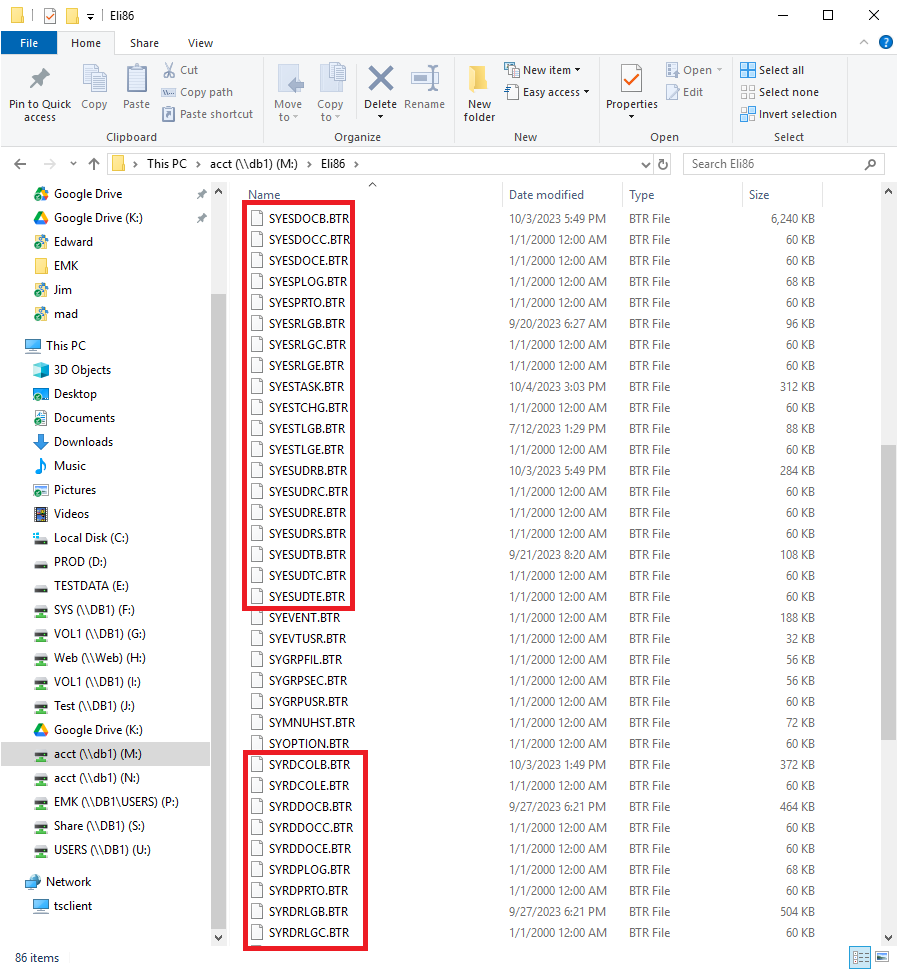 Eli86
File Home Share View
Pin to Quick access
Copy
Paste
Cut
Copy path
Paste shortcut
Clipboard
Move to
Copy to
Delete
Rename
Organize
New folder
New item
Easy access
New
Properties
Open
Edit
Open
Select all
Select none
Invert selection
Select
This PC > acct (\\db1) (M:) > Eli86 >
Search Eli86
Google Drive
Google Drive (K:)
Edward
EMK
Jim
mad
This PC
3D Objects
Desktop
Documents
Downloads
Music
Pictures
Videos
Local Disk (C:)
PROD (D:)
TESTDATA (E:)
SYS (\\DB1) (F:)
VOL1 (\\DB1) (G:)
Web (\\Web) (H:)
VOL1 (\\DB1) (I:)
Test (\\DB1) (J:)
Google Drive (K:)
acct (\\db1) (M:)
acct (\\db1) (N:)
EMK (\\DB1\USERS) (P:)
Share (\\DB1) (S:)
USERS (\\DB1) (U:)
Network
tsclient
Name Date modified Type Size
SYESDOCB.BTR 10/3/2023 5:49 PM BTR File 6,240 KB
SYESDOCC.BTR 1/1/2000 12:00 AM BTR File 60 KB
SYESDOCE.BTR 1/1/2000 12:00 AM BTR File 60 KB
SYESPLOG.BTR 1/1/2000 12:00 AM BTR File 68 KB
SYESPRTO.BTR 1/1/2000 12:00 AM BTR File 60 KB
SYESRLGB.BTR 9/20/2023 6:27 AM BTR File 96 KB
SYESRLGC.BTR 1/1/2000 12:00 AM BTR File 60 KB
SYESRLGE.BTR 1/1/2000 12:00 AM BTR File 60 KB
SYESTASK.BTR 10/4/2023 3:03 PM BTR File 312 KB
SYESTCHG.BTR 1/1/2000 12:00 AM BTR File 60 KB
SYESTLGB.BTR 7/12/2023 1:29 PM BTR File 88 KB
SYESTLGE.BTR 1/1/2000 12:00 AM BTR File 60 KB
SYESUDRB.BTR 10/3/2023 5:49 PM BTR File 284 KB
SYESUDRC.BTR 1/1/2000 12:00 AM BTR File 60 KB
SYESUDRE.BTR 1/1/2000 12:00 AM BTR File 60 KB
SYESUDRS.BTR 1/1/2000 12:00 AM BTR File 60 KB
SYESUDTB.BTR 9/21/2023 8:20 AM BTR File 108 KB
SYESUDTC.BTR 1/1/2000 12:00 AM BTR File 60 KB
SYESUDTE.BTR 1/1/2000 12:00 AM BTR File 60 KB
SYEVENT.BTR 1/1/2000 12:00 AM BTR File 188 KB
SYEVTUSR.BTR 1/1/2000 12:00 AM BTR File 32 KB
SYGRPFIL.BTR 1/1/2000 12:00 AM BTR File 56 KB
SYGRPSEC.BTR 1/1/2000 12:00 AM BTR File 56 KB
SYGRPUSR.BTR 1/1/2000 12:00 AM BTR File 56 KB
SYMNUHST.BTR 1/1/2000 12:00 AM BTR File 72 KB
SYOPTION.BTR 1/1/2000 12:00 AM BTR File 60 KB
SYRDCOLB.BTR 10/3/2023 1:49 PM BTR File 372 KB
SYRDCOLE.BTR 1/1/2000 12:00 AM BTR File 60 KB
SYRDDOCB.BTR 9/27/2023 6:21 PM BTR File 464 KB
SYRDDOCC.BTR 1/1/2000 12:00 AM BTR File 60 KB
SYRDDOCE.BTR 1/1/2000 12:00 AM BTR File 60 KB
SYRDPLOG.BTR 1/1/2000 12:00 AM BTR File 68 KB
SYRDPRTO.BTR 1/1/2000 12:00 AM BTR File 60 KB
SYRDRLGB.BTR 9/27/2023 6:21 PM BTR File 504 KB
SYRDRLGC.BTR 1/1/2000 12:00 AM BTR File 60 KB
86 items